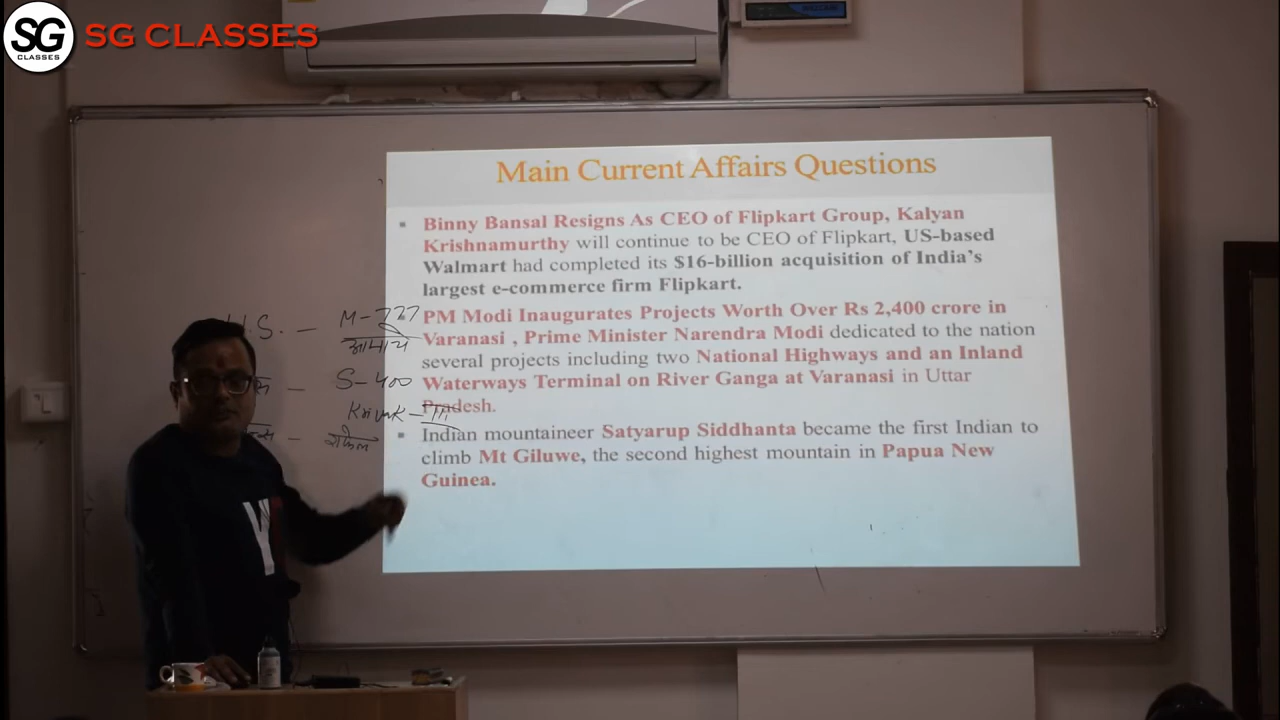 SG
CLASSES
SG CLASSES
Main Current Affairs Questions
▪ Binny Bansal Resigns As CEO of Flipkart Group, Kalyan
Krishnamurthy will continue to be CEO of Flipkart, US-based
Walmart had completed its $16-billion acquisition of India's
largest e-commerce firm Flipkart.
PM Modi Inaugurates Projects Worth Over Rs 2,400 crore in
Varanasi , Prime Minister Narendra Modi dedicated to the nation
several projects including two National Highways and an Inland
Waterways Terminal on River Ganga at Varanasi in Uttar
Pradesh.
▪ Indian mountaineer Satyarup Siddhanta became the first Indian to
climb Mt Giluwe, the second highest mountain in Papua New
Guinea.
U.S. – M-777
S-400
Krivak – III